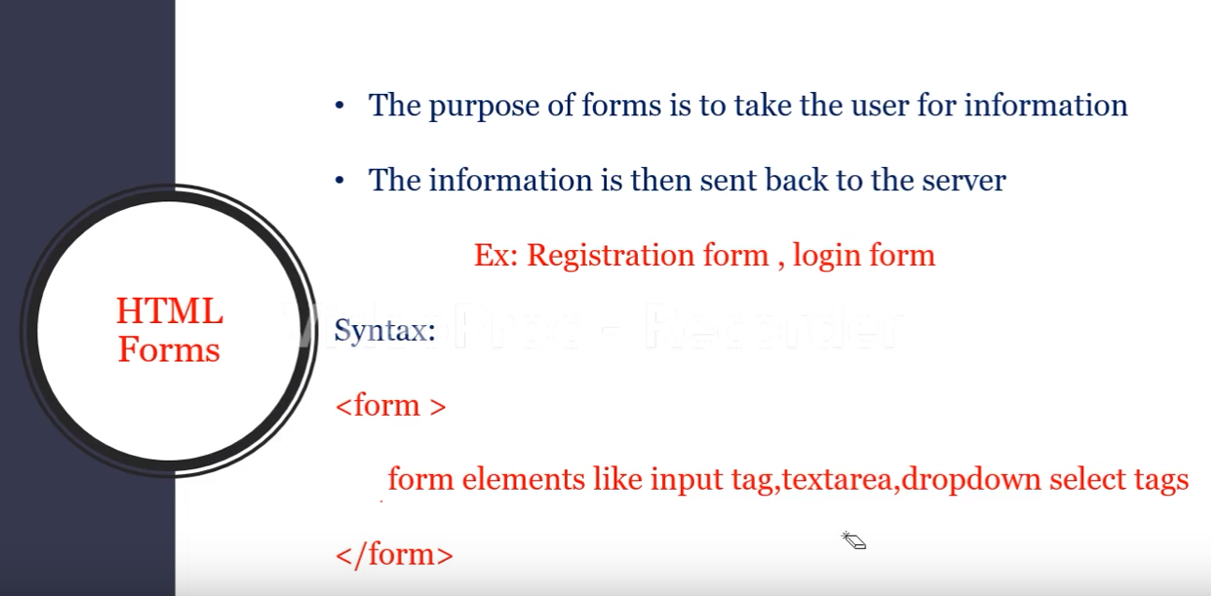 HTML
Forms
• The purpose of forms is to take the user for information
• The information is then sent back to the server
Ex: Registration form , login form
VideoProc - Recorder
Syntax:
<form >
form elements like input tag,textarea,dropdown select tags
</form>